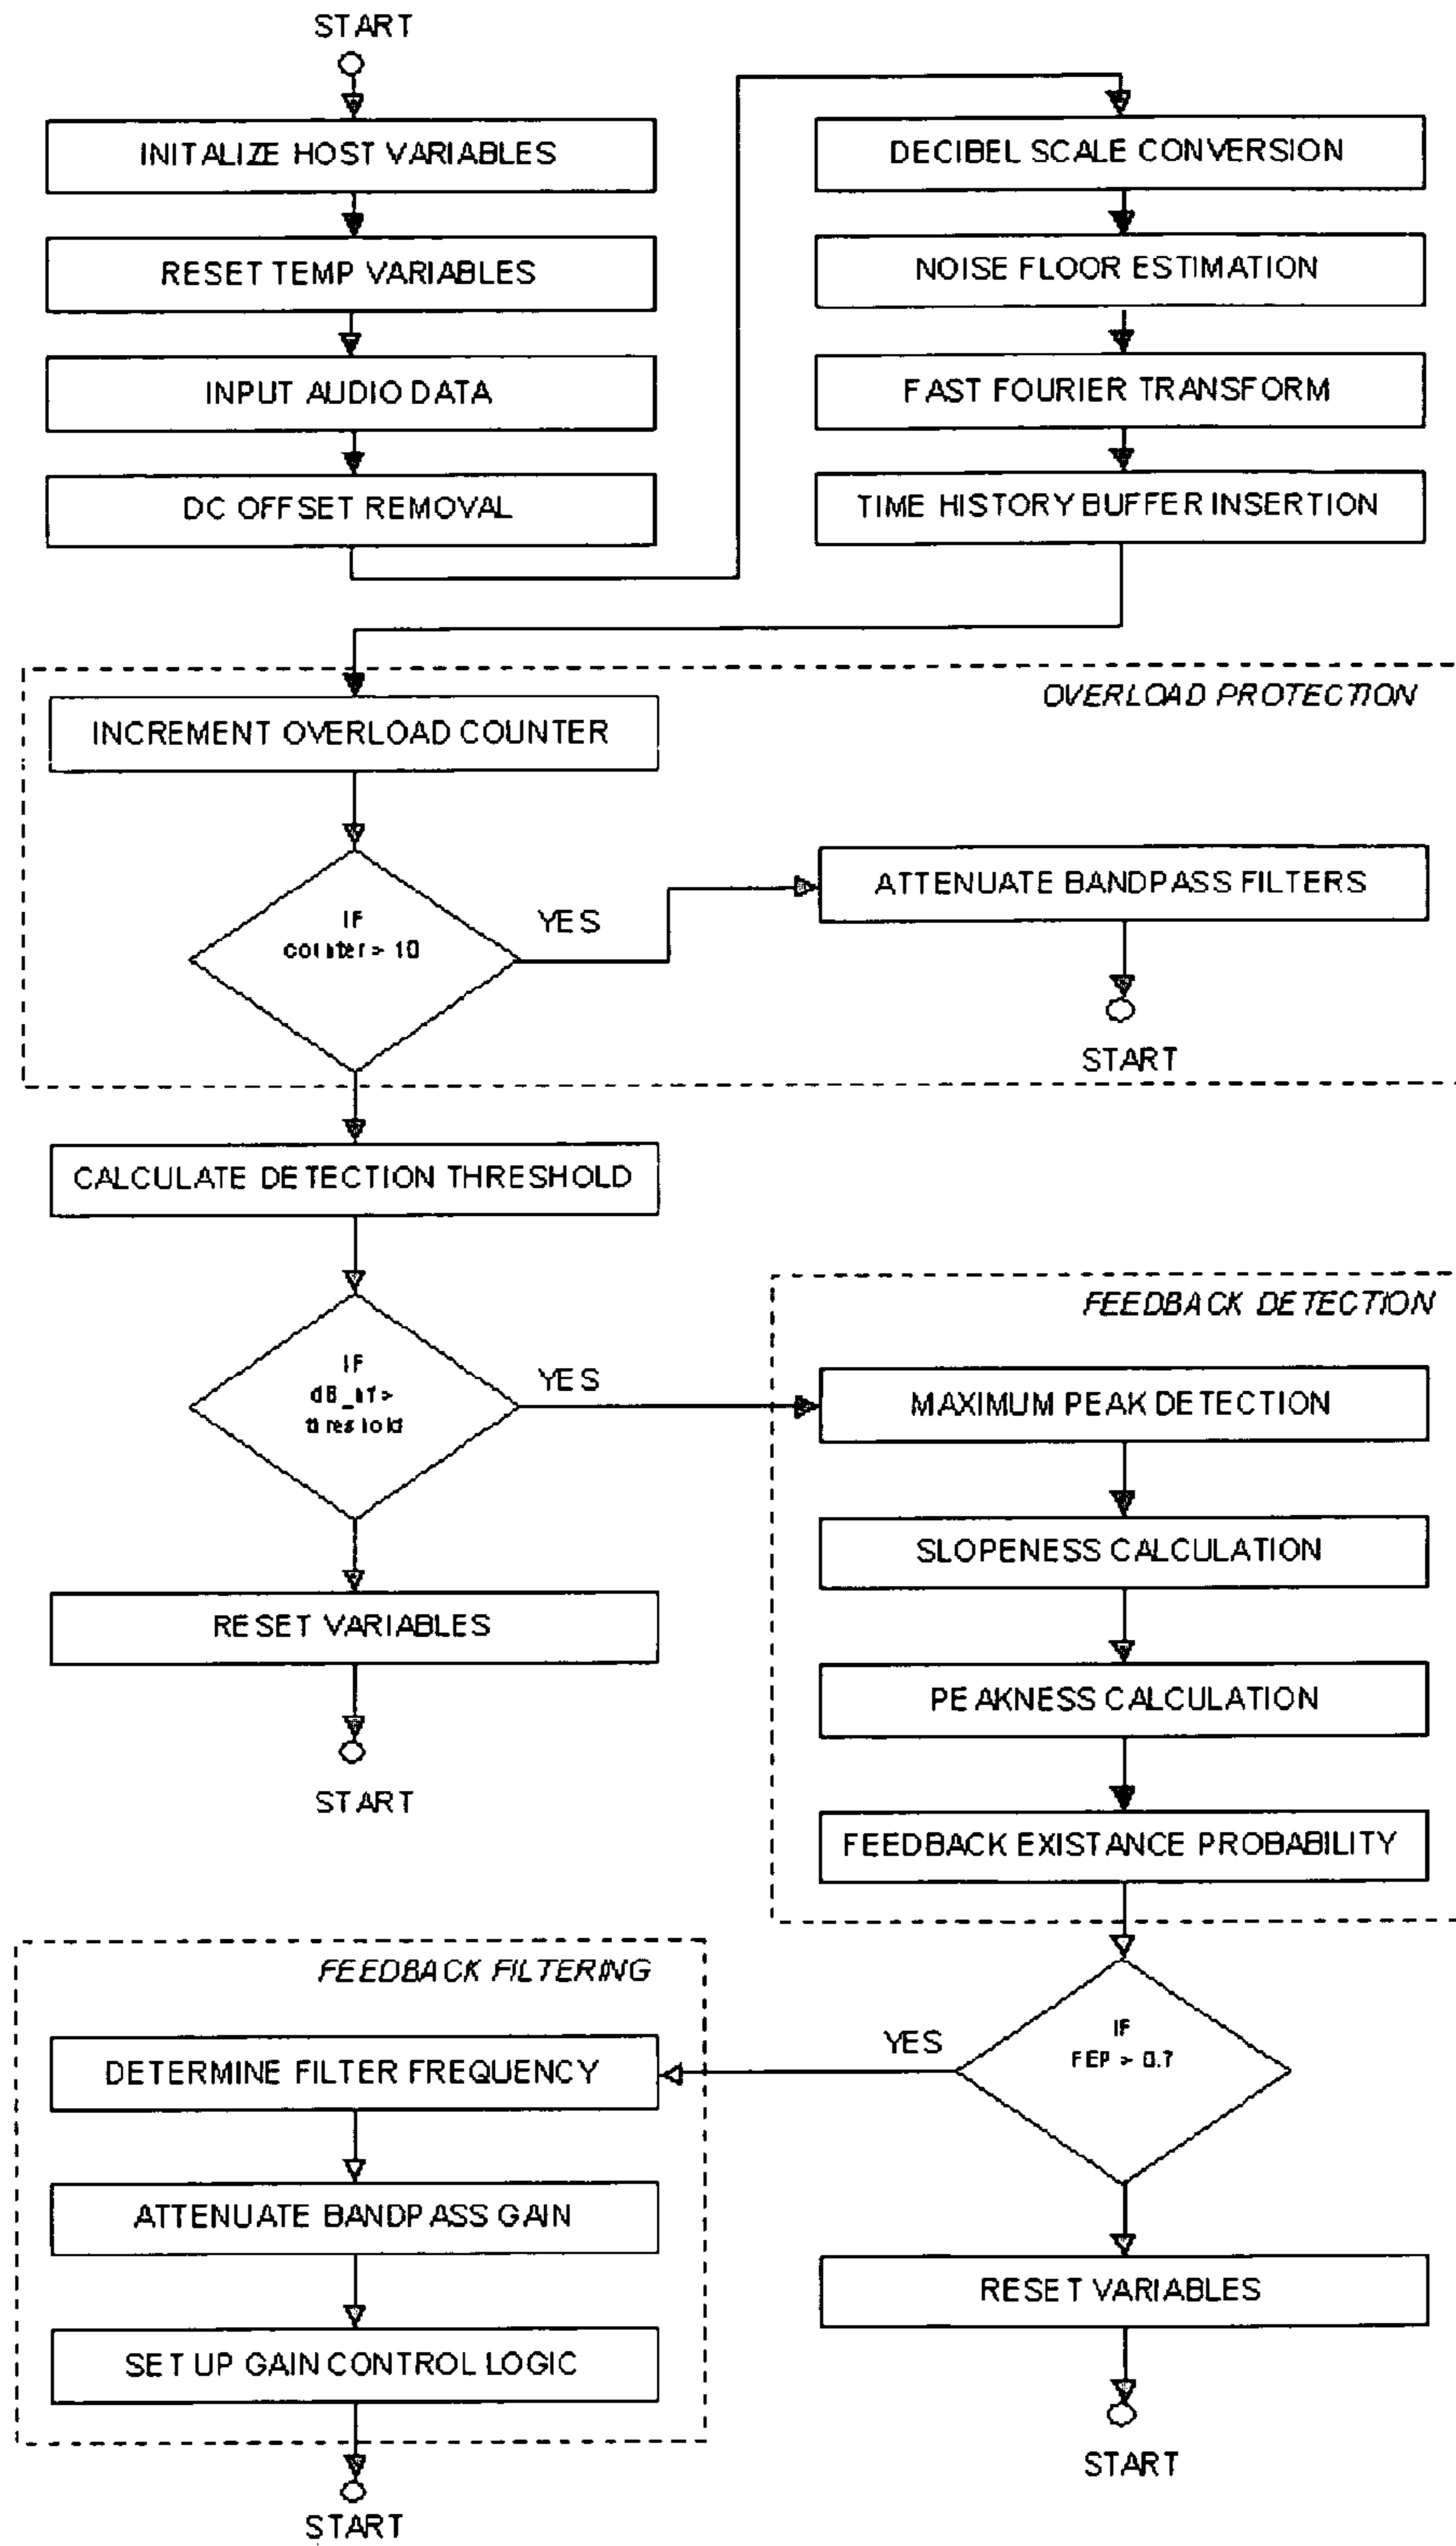 START
INITALIZE HOST VARIABLES
RESET TEMP VARIABLES
INPUT AUDIO DATA
DC OFFSET REMOVAL
DECIBEL SCALE CONVERSION
NOISE FLOOR ESTIMATION
FAST FOURIER TRANSFORM
TIME HISTORY BUFFER INSERTION
OVERLOAD PROTECTION
INCREMENT OVERLOAD COUNTER
IF
counter > 10
YES
ATTENUATE BANDPASS FILTERS
START
CALCULATE DETECTION THRESHOLD
IF
threshold
YES
RESET VARIABLES
START
FEEDBACK DETECTION
MAXIMUM PEAK DETECTION
SLOPENESS CALCULATION
PEAKNESS CALCULATION
FEEDBACK EXISTANCE PROBABILITY
IF
FEP > 0.7
YES
FEEDBACK FILTERING
DETERMINE FILTER FREQUENCY
ATTENUATE BANDPASS GAIN
SET UP GAIN CONTROL LOGIC
START
RESET VARIABLES
START